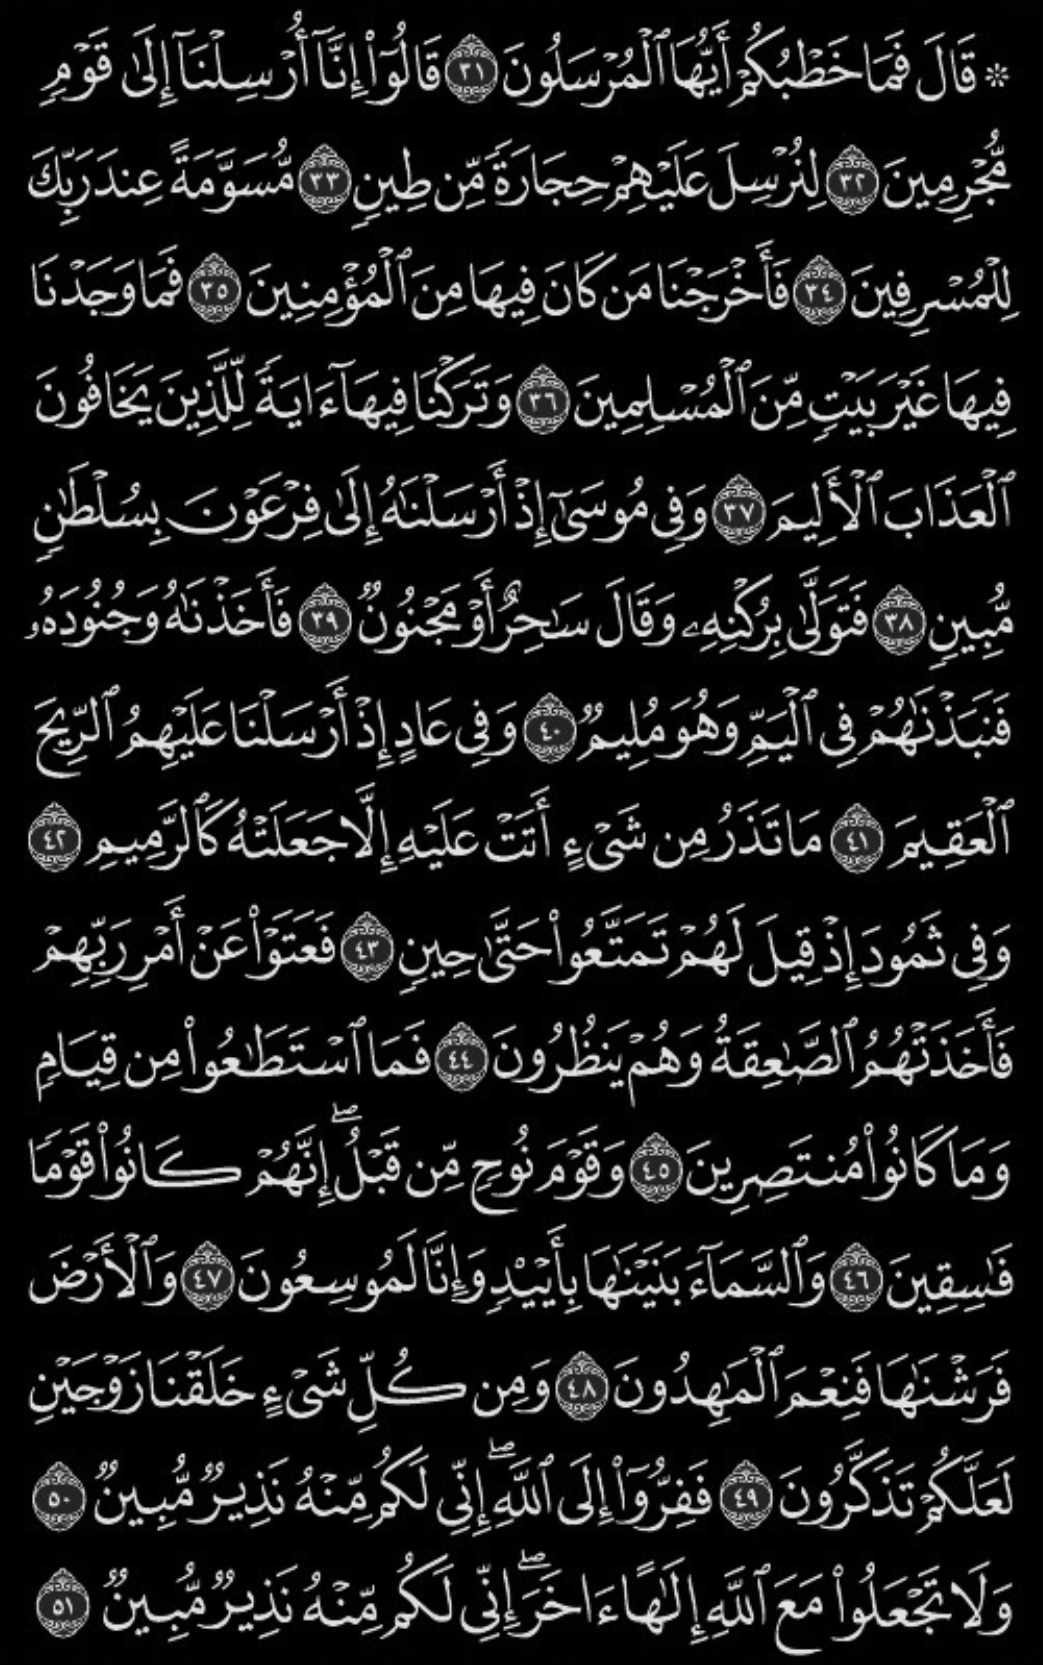 ۞ قَالَ فَمَا خَطْبُكُمْ أَيُّهَا ٱلْمُرْسَلُونَ ٣١ قَالُوٓا۟ إِنَّآ أُرْسِلْنَآ إِلَىٰ قَوْمٍ
مُّجْرِمِينَ ٣٢ لِنُرْسِلَ عَلَيْهِمْ حِجَارَةً مِّن طِينٍ ٣٣ مُّسَوَّمَةً عِندَ رَبِّكَ
لِلْمُسْرِفِينَ ٣٤ فَأَخْرَجْنَا مَن كَانَ فِيهَا مِنَ ٱلْمُؤْمِنِينَ ٣٥ فَمَا وَجَدْنَا
فِيهَا غَيْرَ بَيْتٍ مِّنَ ٱلْمُسْلِمِينَ ٣٦ وَتَرَكْنَا فِيهَآ ءَايَةً لِّلَّذِينَ يَخَافُونَ
ٱلْعَذَابَ ٱلْأَلِيمَ ٣٧ وَفِى مُوسَىٰٓ إِذْ أَرْسَلْنَـٰهُ إِلَىٰ فِرْعَوْنَ بِسُلْطَـٰنٍ
مُّبِينٍ ٣٨ فَتَوَلَّىٰ بِرُكْنِهِۦ وَقَالَ سَـٰحِرٌ أَوْ مَجْنُونٌ ٣٩ فَأَخَذْنَـٰهُ وَجُنُودَهُۥ
فَنَبَذْنَـٰهُمْ فِى ٱلْيَمِّ وَهُوَ مُلِيمٌ ٤٠ وَفِى عَادٍ إِذْ أَرْسَلْنَا عَلَيْهِمُ ٱلرِّيحَ
ٱلْعَقِيمَ ٤١ مَا تَذَرُ مِن شَىْءٍ أَتَتْ عَلَيْهِ إِلَّا جَعَلَتْهُ كَٱلرَّمِيمِ ٤٢
وَفِى ثَمُودَ إِذْ قِيلَ لَهُمْ تَمَتَّعُوا۟ حَتَّىٰ حِينٍ ٤٣ فَعَتَوْا۟ عَنْ أَمْرِ رَبِّهِمْ
فَأَخَذَتْهُمُ ٱلصَّـٰعِقَةُ وَهُمْ يَنظُرُونَ ٤٤ فَمَا ٱسْتَطَـٰعُوا۟ مِن قِيَامٍ
وَمَا كَانُوا۟ مُنتَصِرِينَ ٤٥ وَقَوْمَ نُوحٍ مِّن قَبْلُ ۖ إِنَّهُمْ كَانُوا۟ قَوْمًا
فَـٰسِقِينَ ٤٦ وَٱلسَّمَآءَ بَنَيْنَـٰهَا بِأَيْي۟دٍ وَإِنَّا لَمُوسِعُونَ ٤٧ وَٱلْأَرْضَ
فَرَشْنَـٰهَا فَنِعْمَ ٱلْمَـٰهِدُونَ ٤٨ وَمِن كُلِّ شَىْءٍ خَلَقْنَا زَوْجَيْنِ
لَعَلَّكُمْ تَذَكَّرُونَ ٤٩ فَفِرُّوٓا۟ إِلَى ٱللَّهِ ۖ إِنِّى لَكُم مِّنْهُ نَذِيرٌ مُّبِينٌ ٥٠
وَلَا تَجْعَلُوا۟ مَعَ ٱللَّهِ إِلَـٰهًا ءَاخَرَ ۖ إِنِّى لَكُم مِّنْهُ نَذِيرٌ مُّبِينٌ ٥١